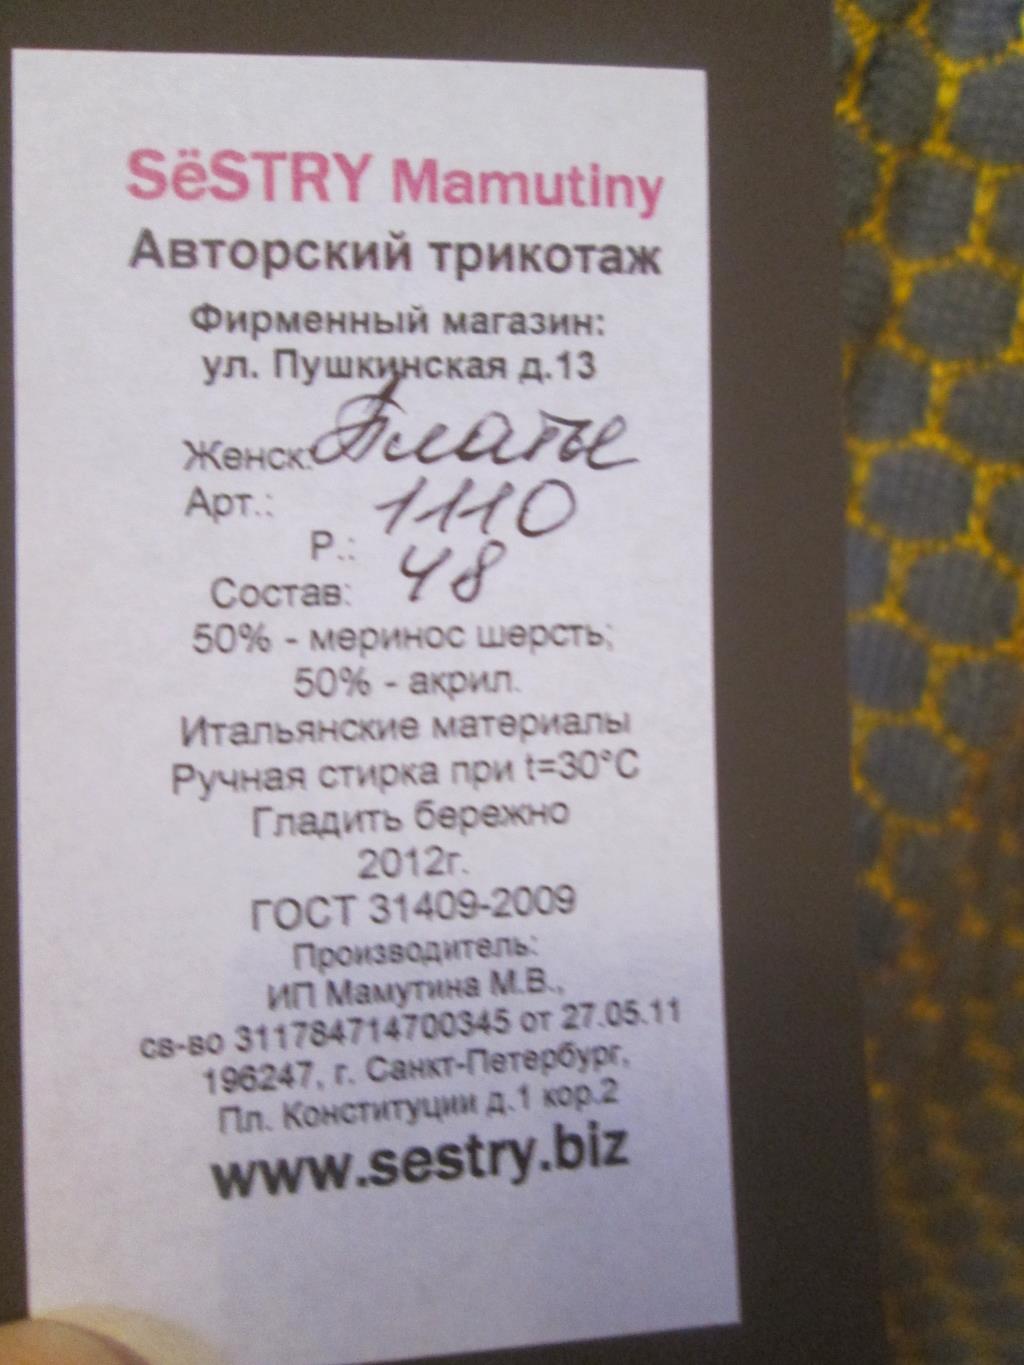 SёSTRY Mamutiny
Авторский трикотаж
Фирменный магазин:
ул. Пушкинская д.13
Женск: Платье
Арт.: 1110
Р.: 48
Состав:
50% - меринос шерсть;
50% - акрил.
Итальянские материалы
Ручная стирка при t=30°C
Гладить бережно
2012г.
ГОСТ 31409-2009
Производитель:
ИП Мамутина М.В.,
св-во 311784714700345 от 27.05.11
196247, г. Санкт-Петербург,
Пл. Конституции д.1 кор.2
www.sestry.biz